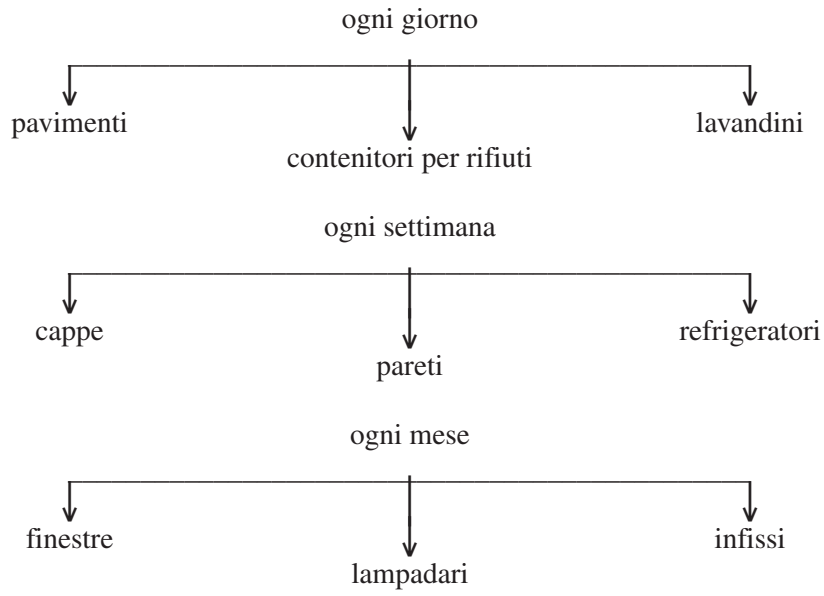 ogni giorno
pavimenti
contenitori per rifiuti
lavandini
ogni settimana
cappe
pareti
refrigeratori
ogni mese
finestre
lampadari
infissi